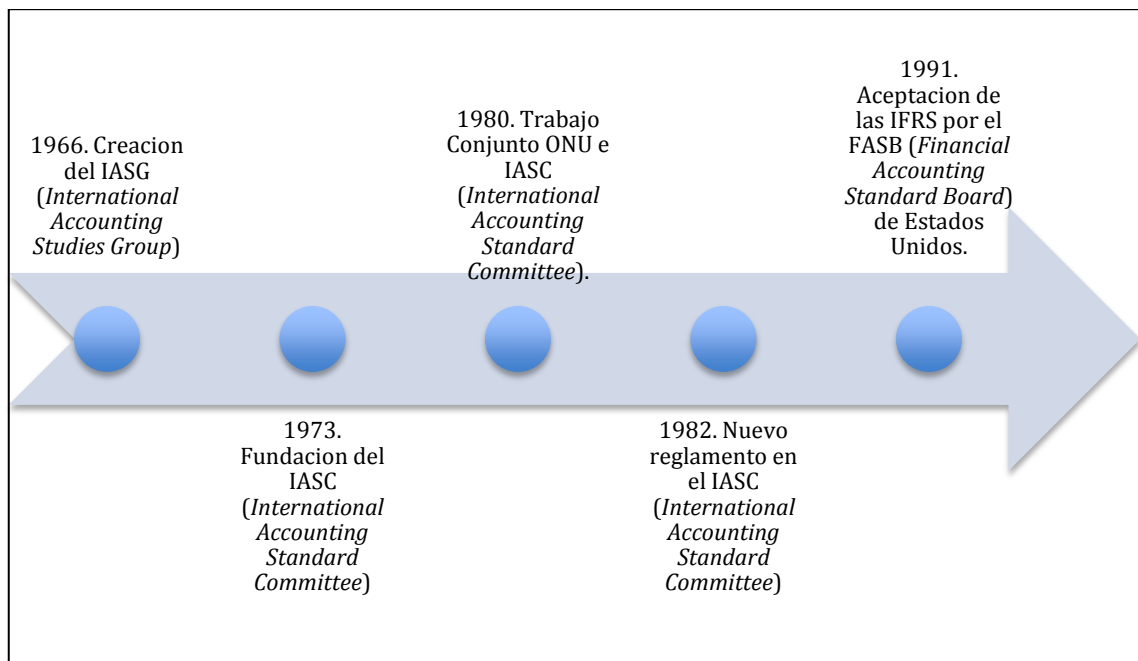 1966. Creacion
del IASG
(International
Accounting
Studies Group)
1973.
Fundacion del
IASC
(International
Accounting
Standard
Committee)
1980. Trabajo
Conjunto ONU e
IASC
(International
Accounting
Standard
Committee).
1982. Nuevo
reglamento en
el IASC
(International
Accounting
Standard
Committee)
1991.
Aceptacion de
las IFRS por el
FASB (Financial
Accounting
Standard Board)
de Estados
Unidos.